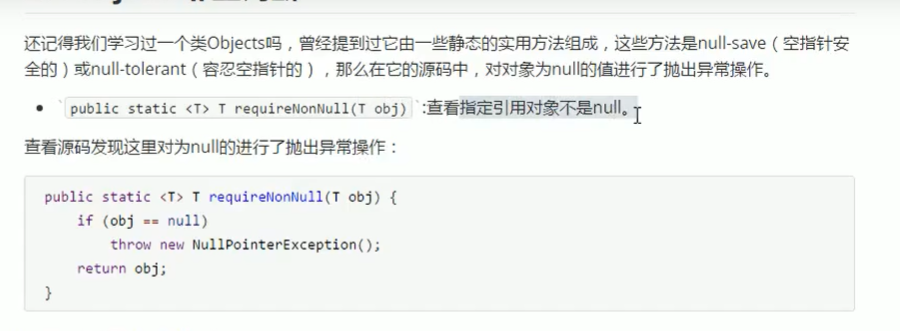 还记得我们学习过一个类Objects吗，曾经提到过它由一些静态的实用方法组成，这些方法是null-save（空指针安
全的）或null-tolerant（容忍空指针的），那么在它的源码中，对对象为null的值进行了抛出异常操作。
• `public static <T> T requireNonNull(T obj)`:查看指定引用对象不是null。
查看源码发现这里对为null的进行了抛出异常操作：
public static <T> T requireNonNull(T obj) {
    if (obj == null)
        throw new NullPointerException();
    return obj;
}